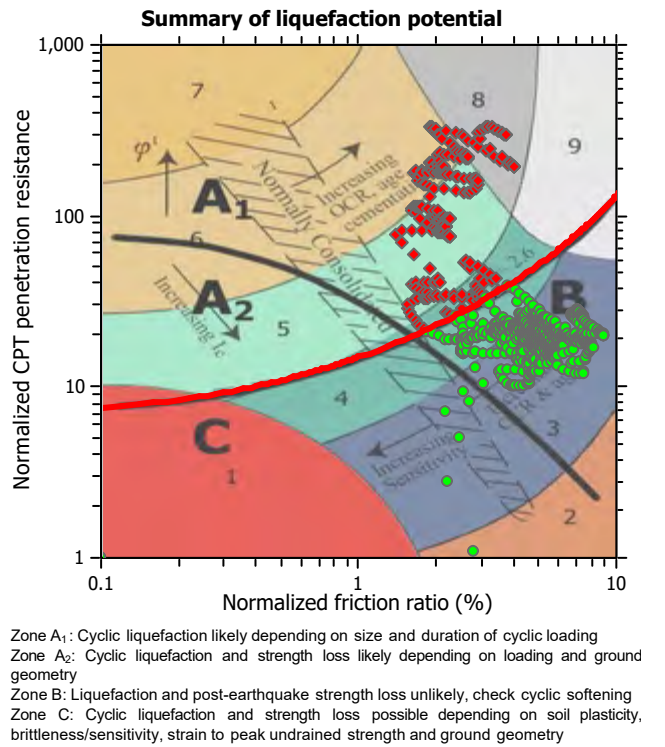 Summary of liquefaction potential
Normalized CPT penetration resistance
1,000
100
10
1
7
8
9
φ'
A₁
Increasing
OCR, age
cementation
Normally Consolidated
6
A₂
Increasing Ic
5
2.6
B
4
OCR & age
C
1
Increasing
Sensitivity
3
2
0.1
1
10
Normalized friction ratio (%)
Zone A₁: Cyclic liquefaction likely depending on size and duration of cyclic loading
Zone A₂: Cyclic liquefaction and strength loss likely depending on loading and ground
geometry
Zone B: Liquefaction and post-earthquake strength loss unlikely, check cyclic softening
Zone C: Cyclic liquefaction and strength loss possible depending on soil plasticity,
brittleness/sensitivity, strain to peak undrained strength and ground geometry